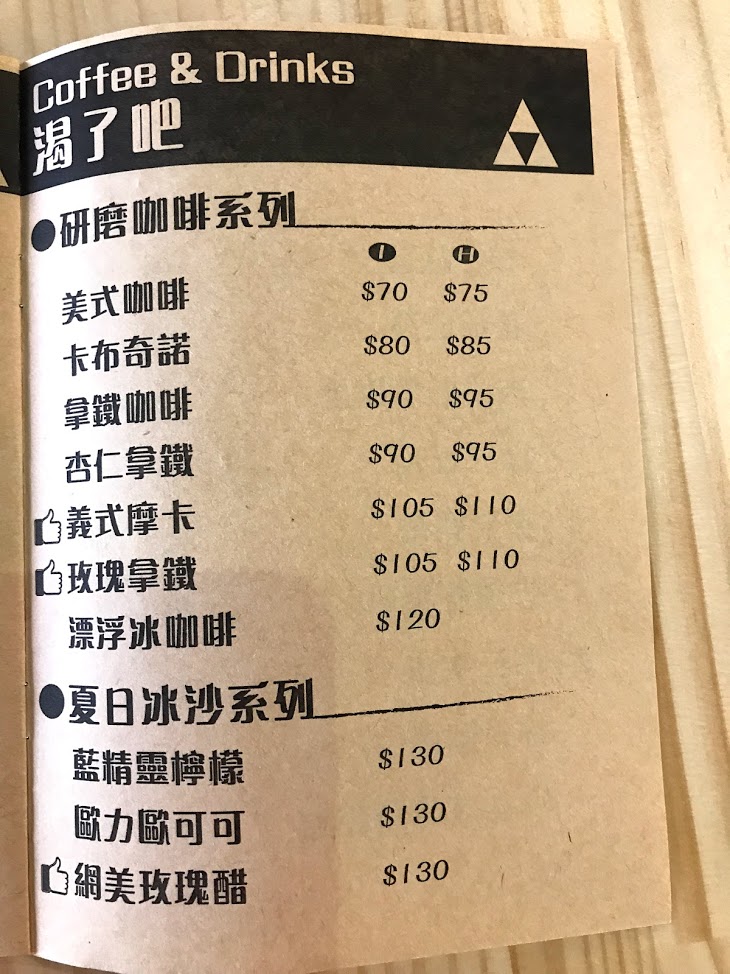 Coffee & Drinks
渴了吧
●研磨咖啡系列
I H
美式咖啡 $70 $75
卡布奇諾 $80 $85
拿鐵咖啡 $90 $95
杏仁拿鐵 $90 $95
義式摩卡 $105 $110
玫瑰拿鐵 $105 $110
漂浮冰咖啡 $120
●夏日冰沙系列
藍精靈檸檬 $130
歐力歐可可 $130
網美玫瑰醋 $130